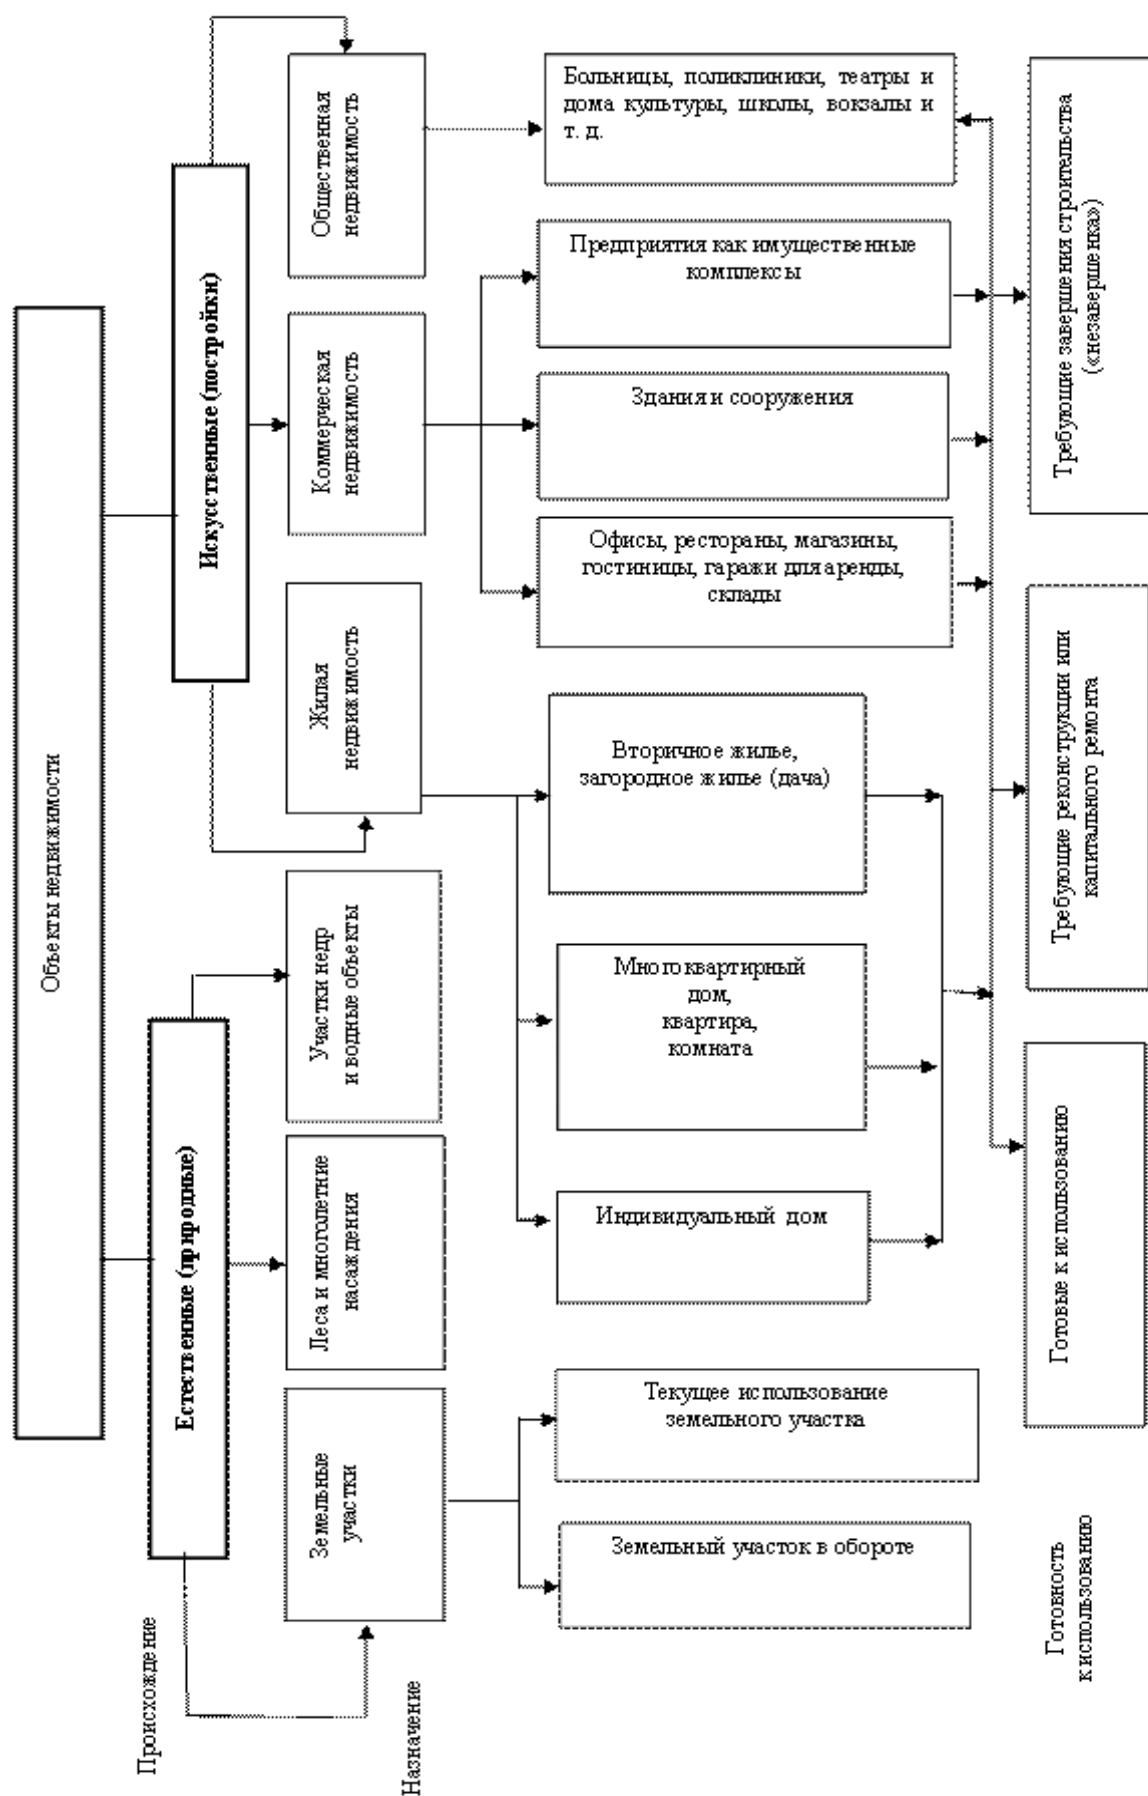 Объекты недвижимости
Происхождение
Естественные (природные)
Искусственные (постройки)
Назначение
Земельные
участки
Леса и многолетние
насаждения
Участки недр
и водные объекты
Жилая
недвижимость
Коммерческая
недвижимость
Общественная
недвижимость
Земельный участок в обороте
Текущее использование
земельного участка
Индивидуальный дом
Многоквартирный
дом,
квартира,
комната
Вторичное жилье,
загородное жилье (дача)
Офисы, рестораны, магазины,
гостиницы, гаражи для аренды,
склады
Здания и сооружения
Предприятия как имущественные
комплексы
Больницы, поликлиники, театры и
дома культуры, школы, вокзалы и
т. д.
Готовность
к использованию
Готовые к использованию
Требующие реконструкции или
капитального ремонта
Требующие завершения строительства
(«незавершенка»)